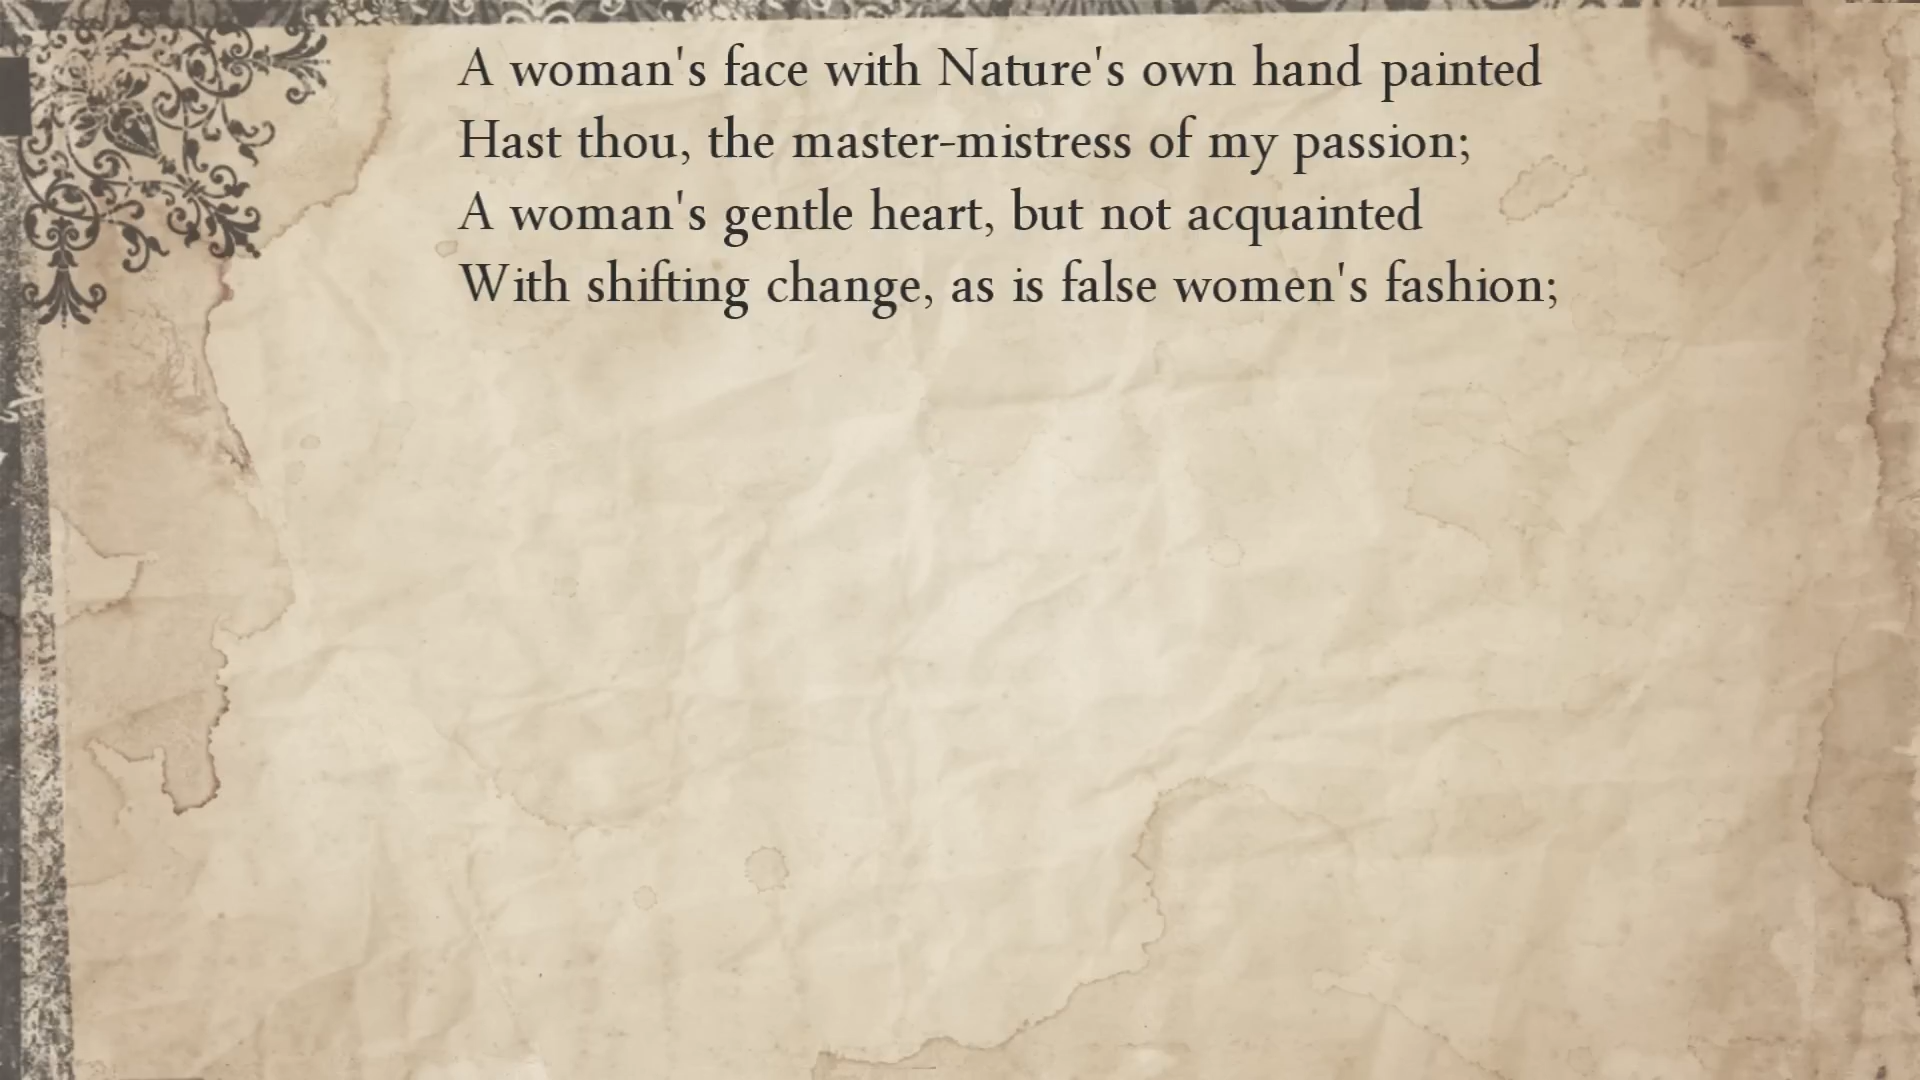 A woman's face with Nature's own hand painted
Hast thou, the master-mistress of my passion;
A woman's gentle heart, but not acquainted
With shifting change, as is false women's fashion;